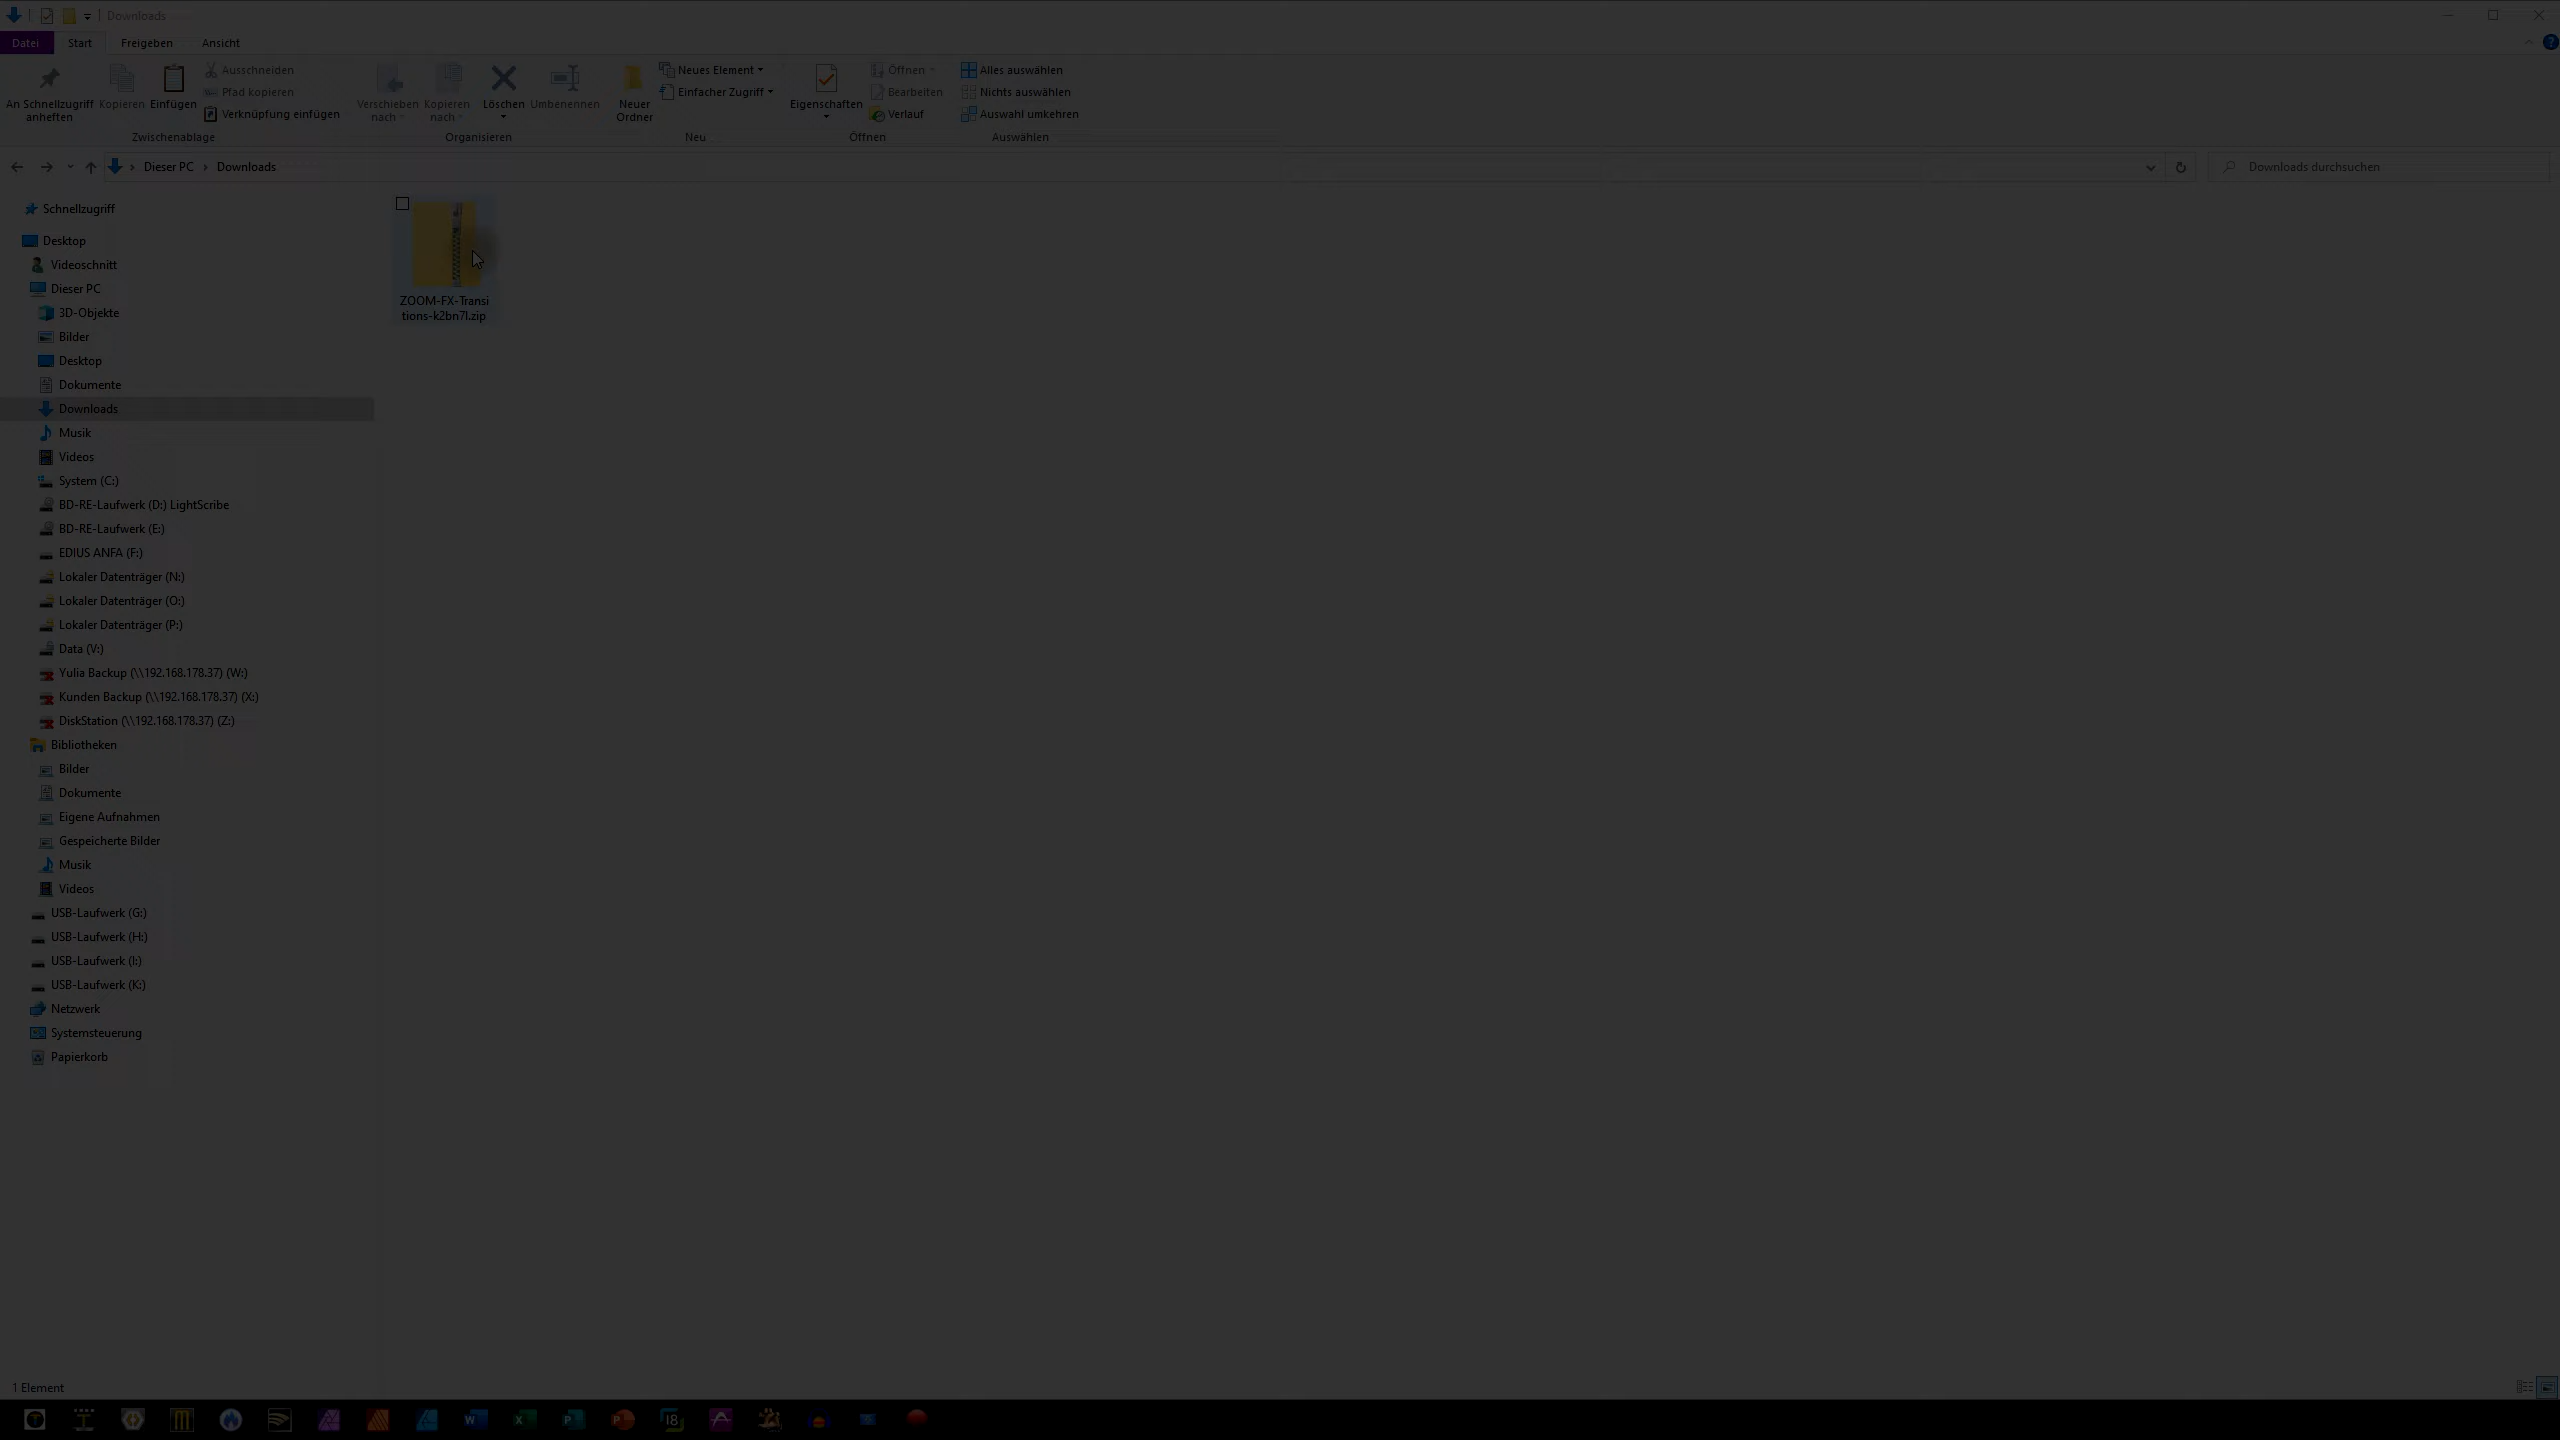 Downloads
Datei Start Freigeben Ansicht
An Schnellzugriff anheften
Kopieren
Einfügen
Ausschneiden
Pfad kopieren
Verknüpfung einfügen
Zwischenablage
Verschieben nach
Kopieren nach
Löschen
Umbenennen
Organisieren
Neuer Ordner
Neues Element
Einfacher Zugriff
Neu
Eigenschaften
Öffnen
Bearbeiten
Verlauf
Öffnen
Alles auswählen
Nichts auswählen
Auswahl umkehren
Auswählen
Dieser PC > Downloads
Downloads durchsuchen
Schnellzugriff
Desktop
Videoschnitt
Dieser PC
3D-Objekte
Bilder
Desktop
Dokumente
Downloads
Musik
Videos
System (C:)
BD-RE-Laufwerk (D:) LightScribe
BD-RE-Laufwerk (E:)
EDIUS ANFA (F:)
Lokaler Datenträger (N:)
Lokaler Datenträger (O:)
Lokaler Datenträger (P:)
Data (V:)
Yulia Backup (\\192.168.178.37) (W:)
Kunden Backup (\\192.168.178.37) (X:)
DiskStation (\\192.168.178.37) (Z:)
Bibliotheken
Bilder
Dokumente
Eigene Aufnahmen
Gespeicherte Bilder
Musik
Videos
USB-Laufwerk (G:)
USB-Laufwerk (H:)
USB-Laufwerk (I:)
USB-Laufwerk (K:)
Netzwerk
Systemsteuerung
Papierkorb
ZOOM-FX-Transi
tions-k2bn7l.zip
1 Element